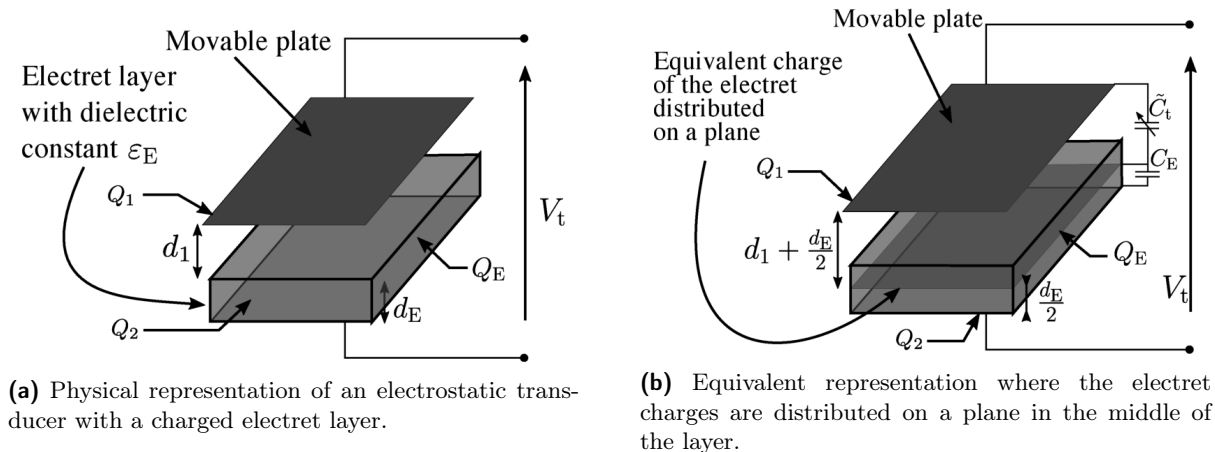 Movable plate
Electret layer
with dielectric
constant εE
Q1
d1
QE
dE
Q2
Vt
(a) Physical representation of an electrostatic trans-
ducer with a charged electret layer.
Movable plate
Equivalent charge
of the electret
distributed
on a plane
C̃t
CE
Q1
d1 + dE/2
QE
dE/2
Q2
Vt
(b) Equivalent representation where the electret
charges are distributed on a plane in the middle of
the layer.